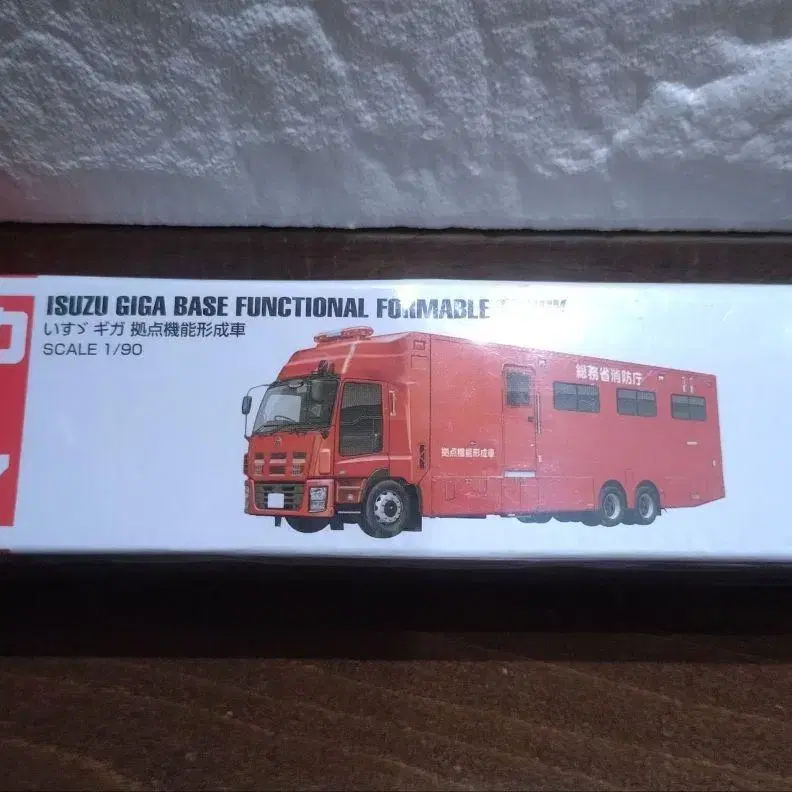 ISUZU GIGA BASE FUNCTIONAL FORMABLE
いすゞ ギガ 拠点機能形成車
SCALE 1/90
総務省消防庁
拠点機能形成車